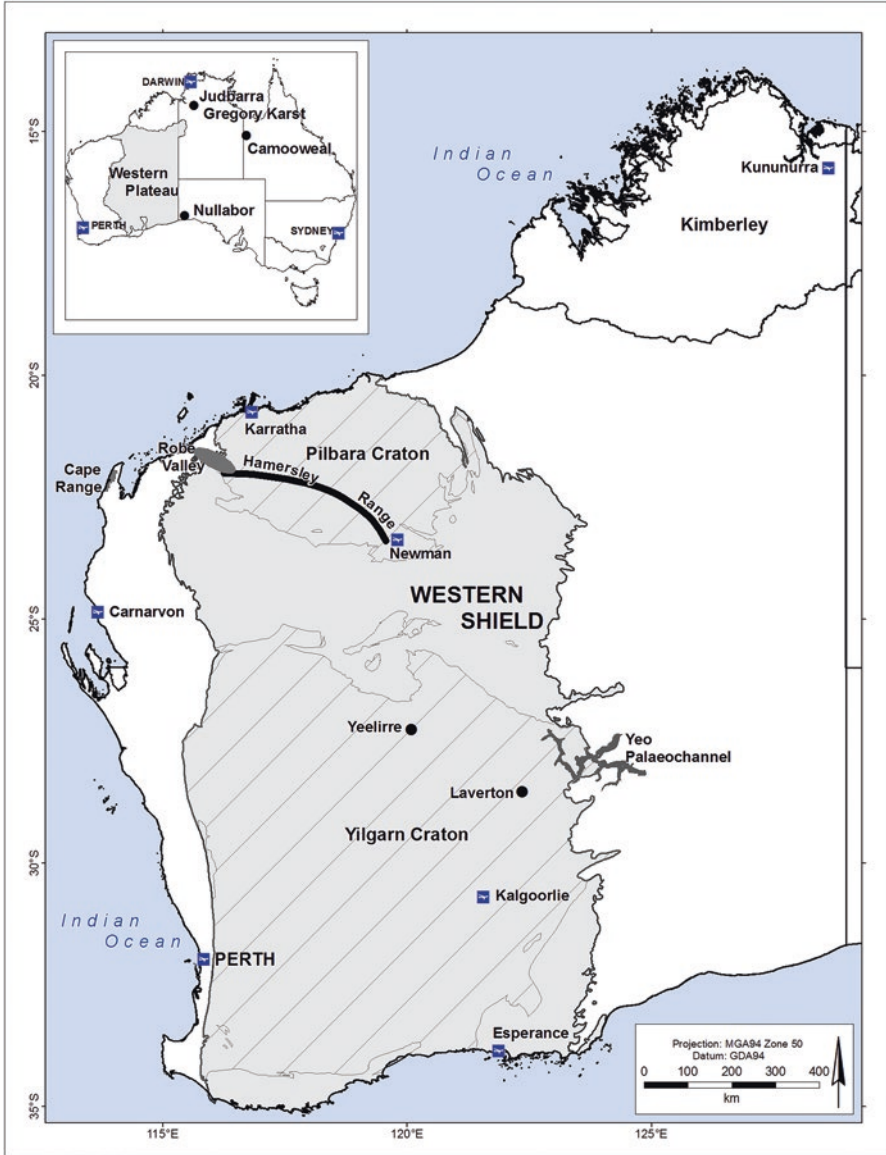 DARWIN
Judbarra
Gregory Karst
Camooweal
Western
Plateau
Nullabor
PERTH
SYDNEY
Indian
Ocean
Kununurra
Kimberley
15°S
20°S
25°S
30°S
35°S
Karratha
Robe
Valley
Pilbara Craton
Cape
Range
Hamersley
Range
Newman
WESTERN
SHIELD
Carnarvon
Yeelirre
Yeo
Palaeochannel
Laverton
Yilgarn Craton
Kalgoorlie
Indian
Ocean
PERTH
Esperance
Projection: MGA94 Zone 50
Datum: GDA94
0 100 200 300 400
km
115°E
120°E
125°E